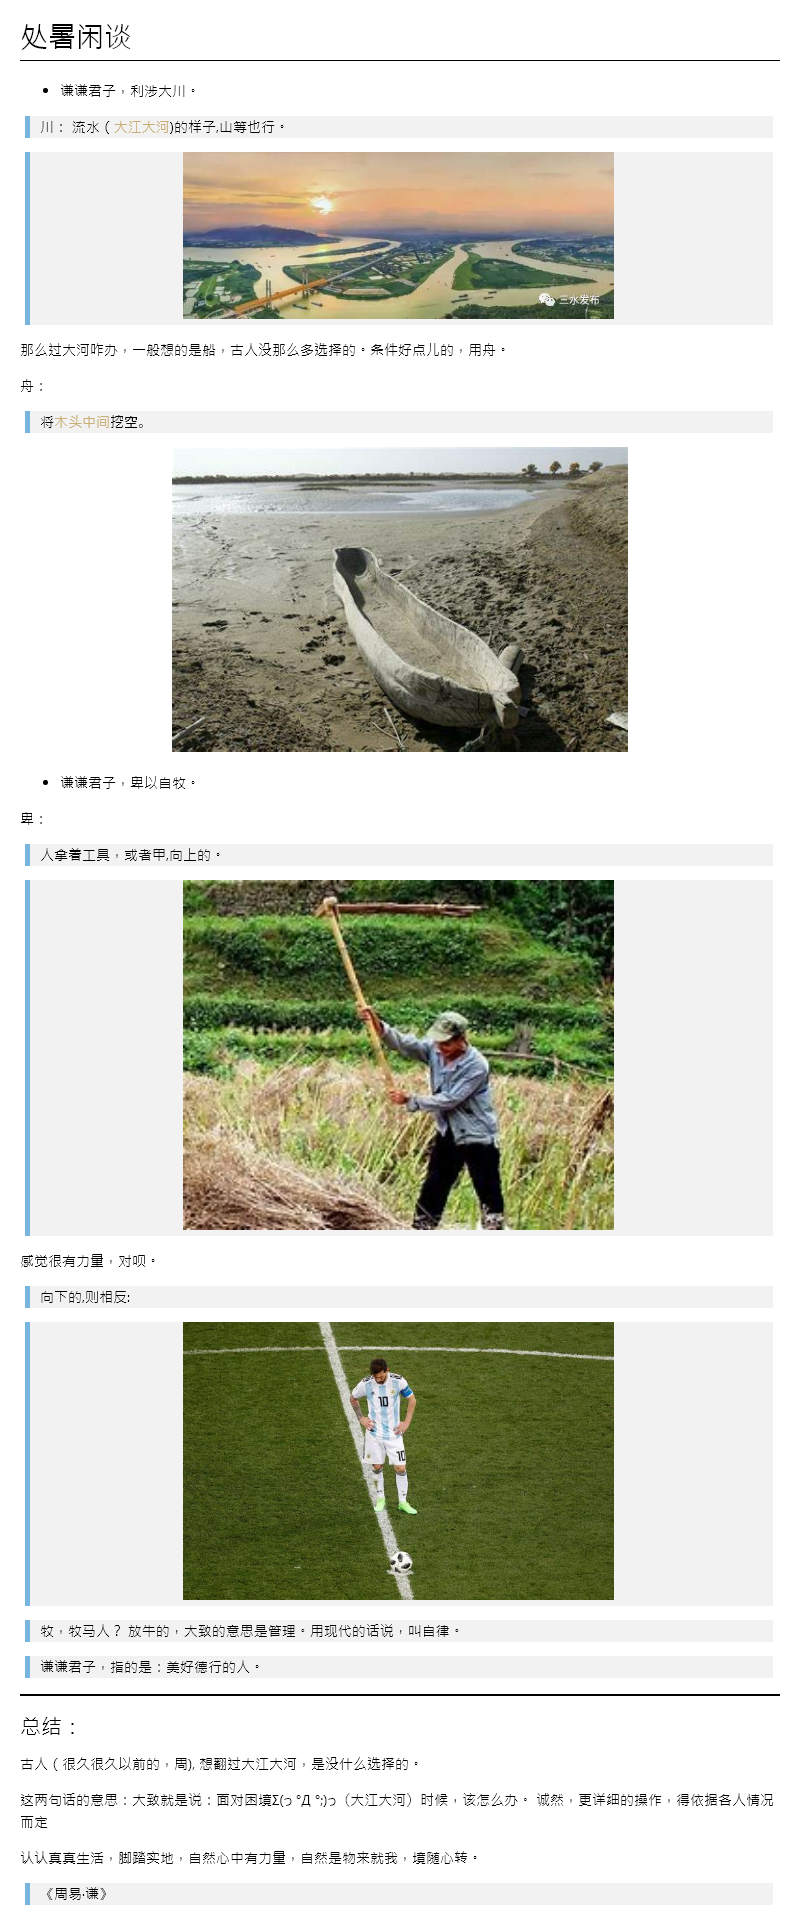 处暑闲谈
谦谦君子，利涉大川。
川： 流水（大江大河)的样子,山等也行。
三水发布
那么过大河咋办，一般想的是船，古人没那么多选择的。条件好点儿的，用舟。
舟：
将木头中间挖空。
谦谦君子，卑以自牧。
卑：
人拿着工具，或者甲,向上的。
感觉很有力量，对呗。
向下的,则相反:
10
10
牧，牧马人？ 放牛的，大致的意思是管理。用现代的话说，叫自律。
谦谦君子，指的是：美好德行的人。
总结：
古人（很久很久以前的，周), 想翻过大江大河，是没什么选择的。
这两句话的意思：大致就是说：面对困境Σ(っ °Д °;)っ（大江大河）时候，该怎么办。 诚然，更详细的操作，得依据各人情况
而定
认认真真生活，脚踏实地，自然心中有力量，自然是物来就我，境随心转。
《周易·谦》